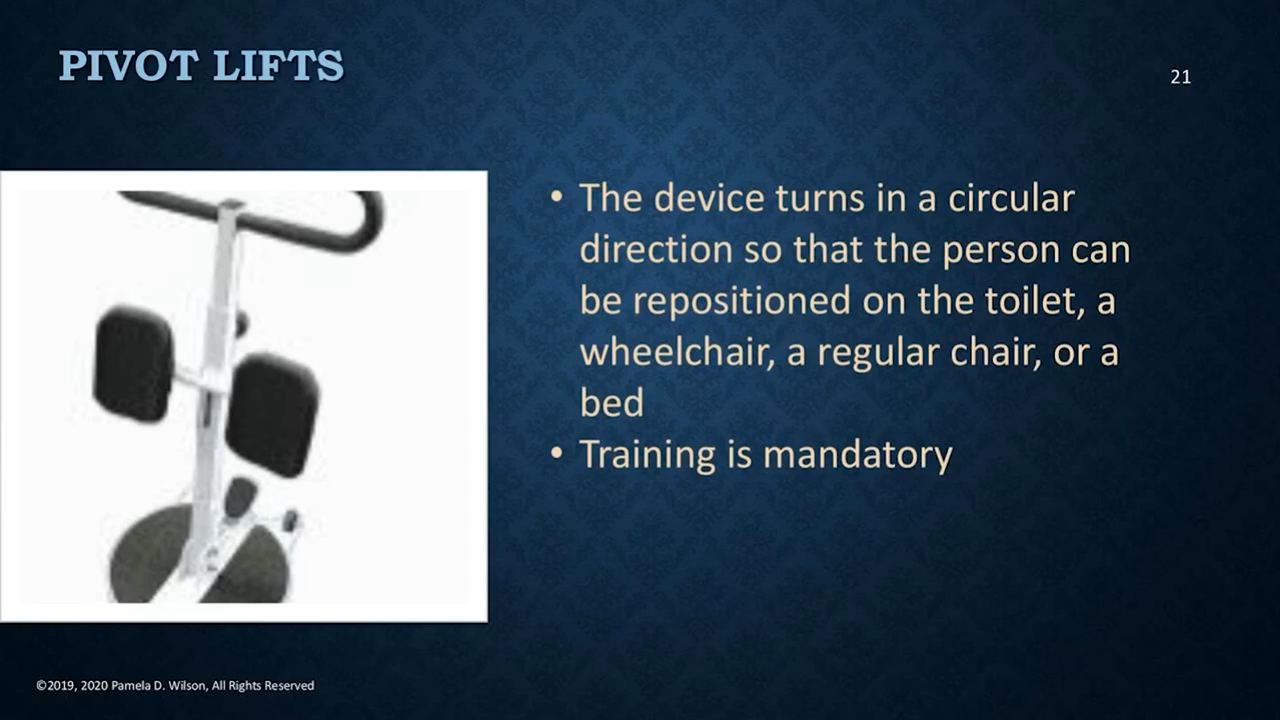 PIVOT LIFTS
21
• The device turns in a circular
direction so that the person can
be repositioned on the toilet, a
wheelchair, a regular chair, or a
bed
• Training is mandatory
©2019, 2020 Pamela D. Wilson, All Rights Reserved